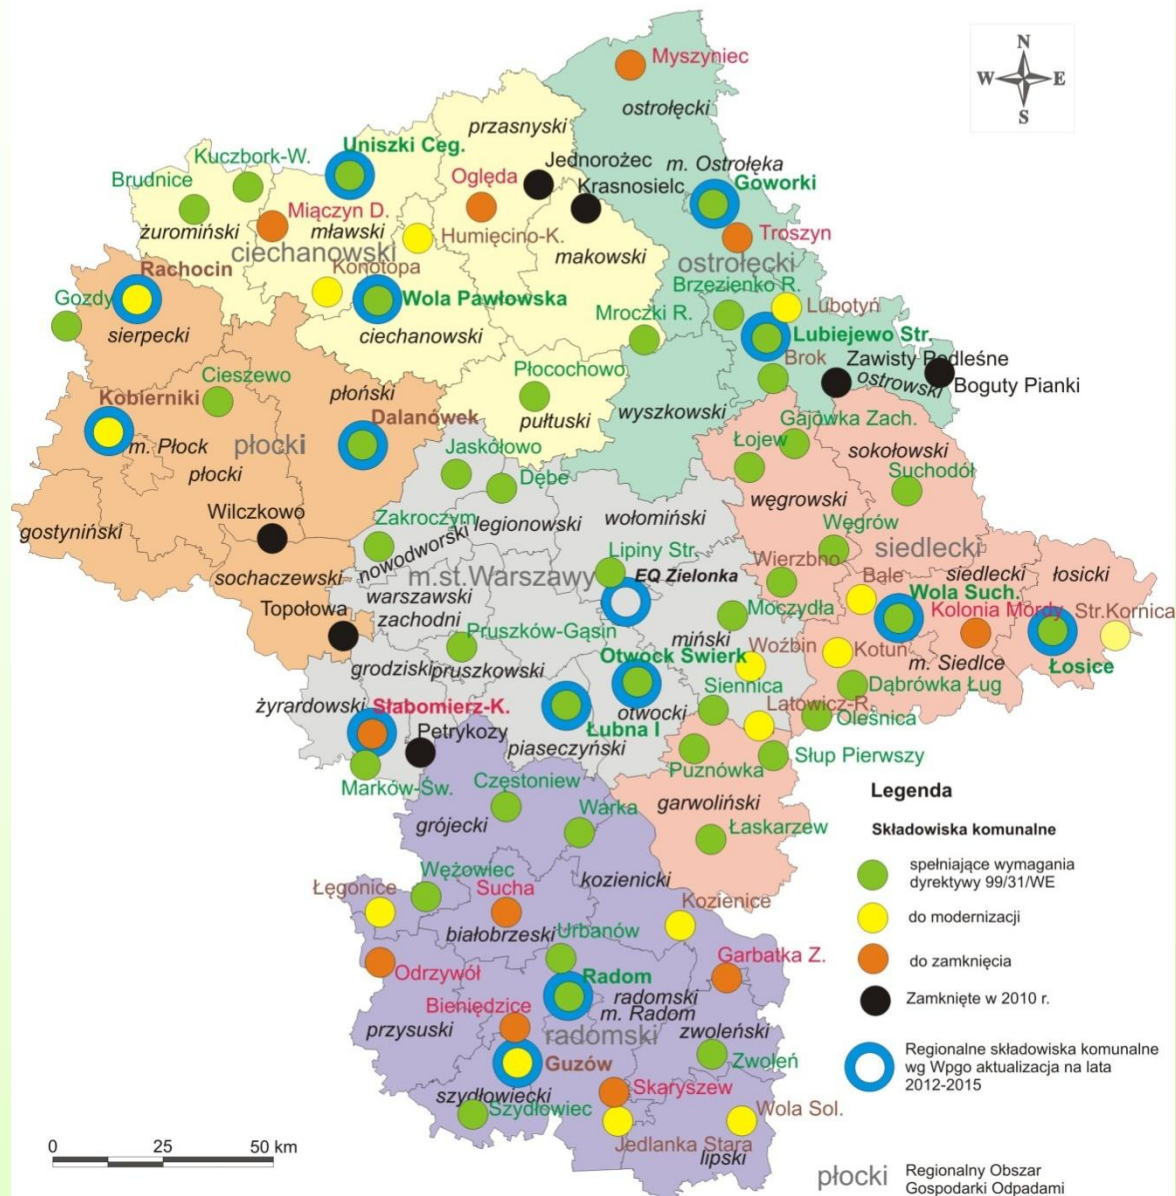 N
W E
S
Myszyniec
ostrołęcki
przasnyski
Uniszki Ceg.
Kuczbork-W.
Jednorożec
m. Ostrołęka
Brudnice
Oględa
Krasnosielc
Goworki
Miączyn D.
żuromiński
mławski
Humięcino-K.
Troszyn
ciechanowski
makowski
ostrołęcki
Rachocin
Konotopa
Brzezienko R.
Gozdy
Wola Pawłowska
Mroczki R.
Lubotyń
sierpecki
ciechanowski
Lubiejewo Str.
Brok
Zawisty Podleśne
Cieszewo
Płocochowo
ostrowski
Boguty Pianki
Kobierniki
płoński
Dalanówek
pułtuski
wyszkowski
Gajówka Zach.
m. Płock
płocki
Jaskółowo
Łojew
sokołowski
płocki
Dębe
Suchodół
węgrowski
Wilczkowo
Zakroczym
legionowski
wołomiński
gostyniński
nowodworski
Węgrów
siedlecki
Lipiny Str.
Wierzbno
sochaczewski
m.st.Warszawy
EQ Zielonka
Bale
siedlecki
łosicki
warszawski
zachodni
Wola Such.
Topołowa
Moczydła
Kolonia Mordy
Str.Kornica
Pruszków-Gąsin
miński
Woźbin
Kotun
grodziski
pruszkowski
Otwock Świerk
m. Siedlce
Łosice
Siennica
Dąbrówka Ług
żyrardowski
Słabomierz-K.
otwocki
Latowicz-R.
Oleśnica
Petrykozy
Łubna I
piaseczyński
Puznówka
Słup Pierwszy
Marków-Św.
Częstoniew
Warka
garwoliński
grójecki
Łaskarzew
Łęgonice
Wężowiec
Sucha
kozienicki
Kozienice
białobrzeski
Urbanów
Odrzywół
Radom
Garbatka Z.
Bieniędzice
radomski
m. Radom
przysuski
radomski
zwoleński
Guzów
Zwoleń
szydłowiecki
Skaryszew
Szydłowiec
Wola Sol.
Jedlanka Stara
lipski
Legenda
Składowiska komunalne
spełniające wymagania
dyrektywy 99/31/WE
do modernizacji
do zamknięcia
Zamknięte w 2010 r.
Regionalne składowiska komunalne
wg Wpgo aktualizacja na lata
2012-2015
płocki Regionalny Obszar
Gospodarki Odpadami
0 25 50 km